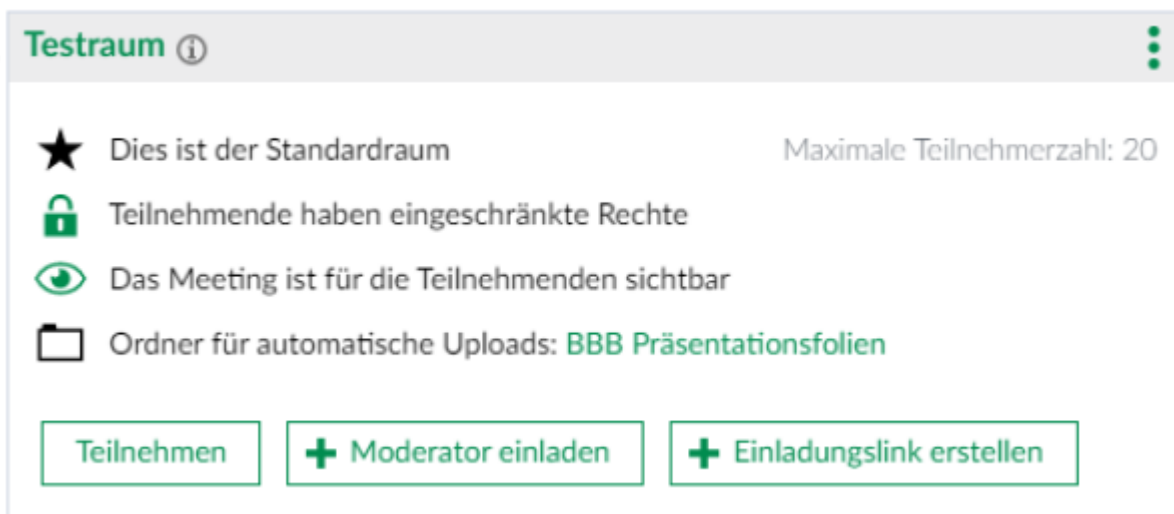 Testraum
Dies ist der Standardraum
Maximale Teilnehmerzahl: 20
Teilnehmende haben eingeschränkte Rechte
Das Meeting ist für die Teilnehmenden sichtbar
Ordner für automatische Uploads: BBB Präsentationsfolien
Teilnehmen
Moderator einladen
Einladungslink erstellen